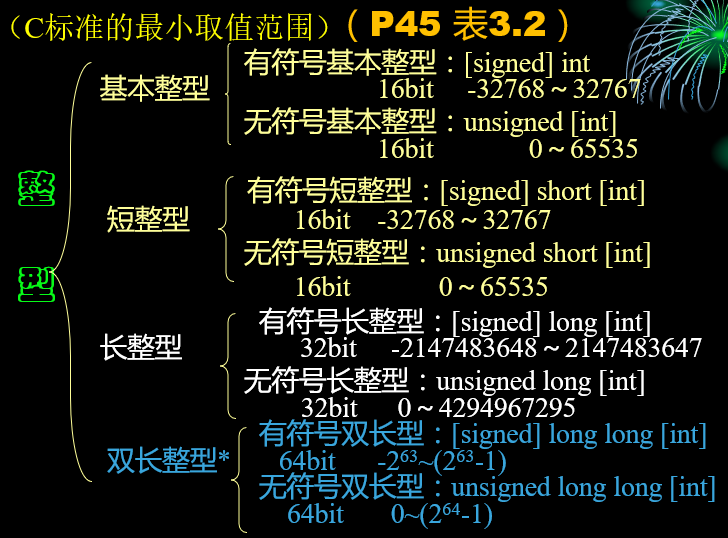 （C标准的最小取值范围）（P45 表3.2）
整型
基本整型
有符号基本整型：[signed] int
16bit -32768～32767
无符号基本整型：unsigned [int]
16bit 0～65535
短整型
有符号短整型：[signed] short [int]
16bit -32768～32767
无符号短整型：unsigned short [int]
16bit 0～65535
长整型
有符号长整型：[signed] long [int]
32bit -2147483648～2147483647
无符号长整型：unsigned long [int]
32bit 0～4294967295
双长整型*
有符号双长型：[signed] long long [int]
64bit -2⁶³~(2⁶³-1)
无符号双长型：unsigned long long [int]
64bit 0~(2⁶⁴-1)